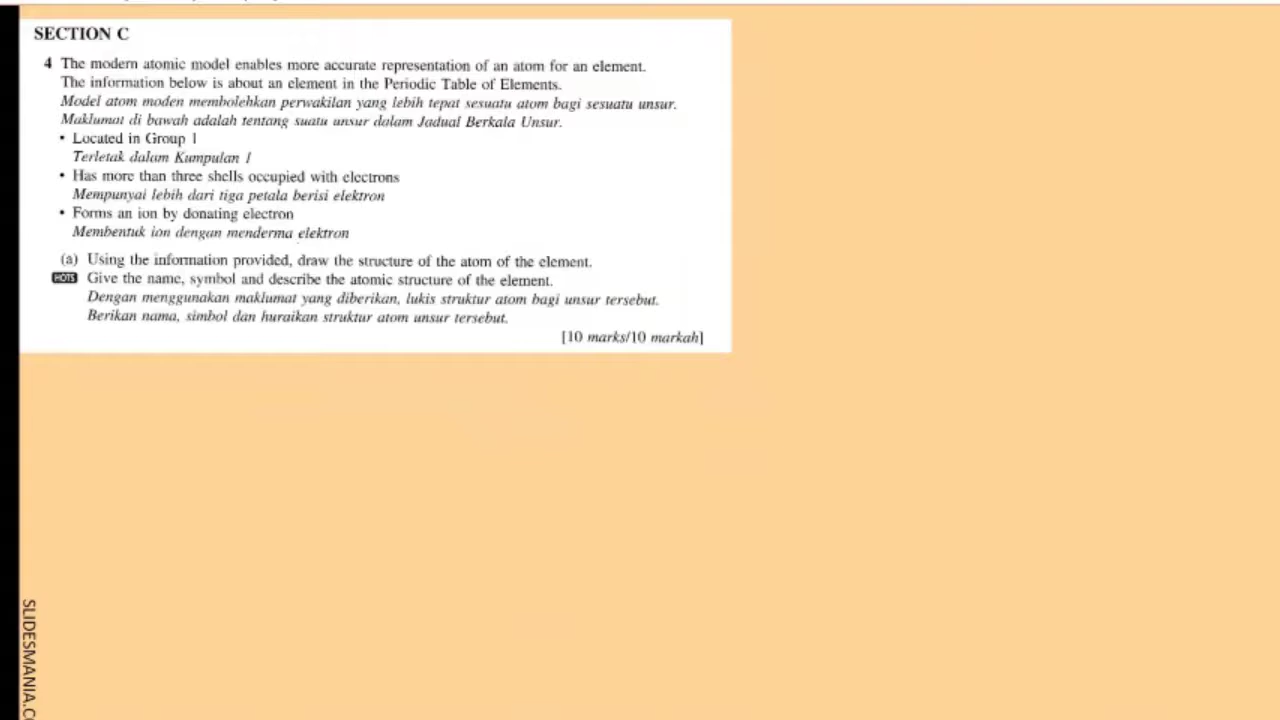 SECTION C
4 The modern atomic model enables more accurate representation of an atom for an element.
The information below is about an element in the Periodic Table of Elements.
Model atom moden membolehkan perwakilan yang lebih tepat sesuatu atom bagi sesuatu unsur.
Maklumat di bawah adalah tentang suatu unsur dalam Jadual Berkala Unsur.
• Located in Group 1
Terletak dalam Kumpulan 1
• Has more than three shells occupied with electrons
Mempunyai lebih dari tiga petala berisi elektron
• Forms an ion by donating electron
Membentuk ion dengan menderma elektron
(a) Using the information provided, draw the structure of the atom of the element.
HOTS Give the name, symbol and describe the atomic structure of the element.
Dengan menggunakan maklumat yang diberikan, lukis struktur atom bagi unsur tersebut.
Berikan nama, simbol dan huraikan struktur atom unsur tersebut.
[10 marks/10 markah]
SLIDESMANIA.C